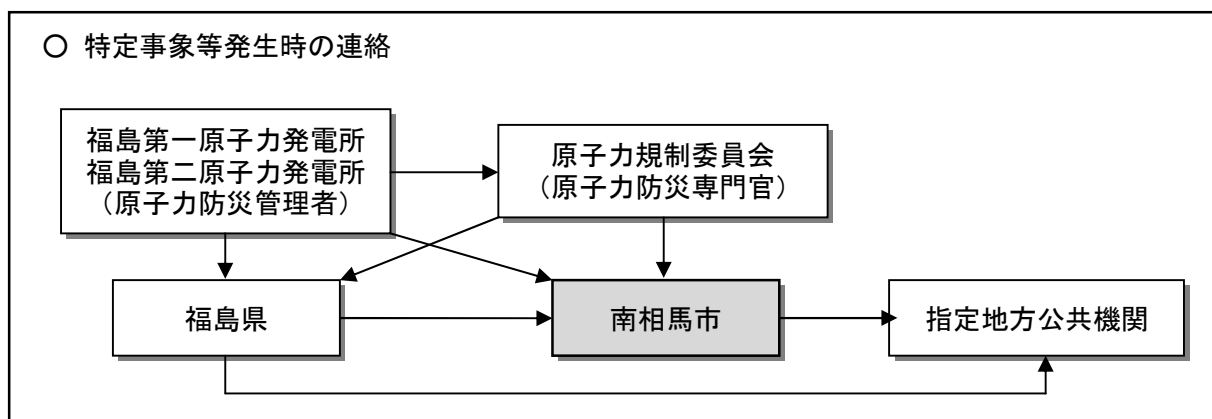 ○ 特定事象等発生時の連絡
福島第一原子力発電所
福島第二原子力発電所
（原子力防災管理者）
原子力規制委員会
（原子力防災専門官）
福島県
南相馬市
指定地方公共機関